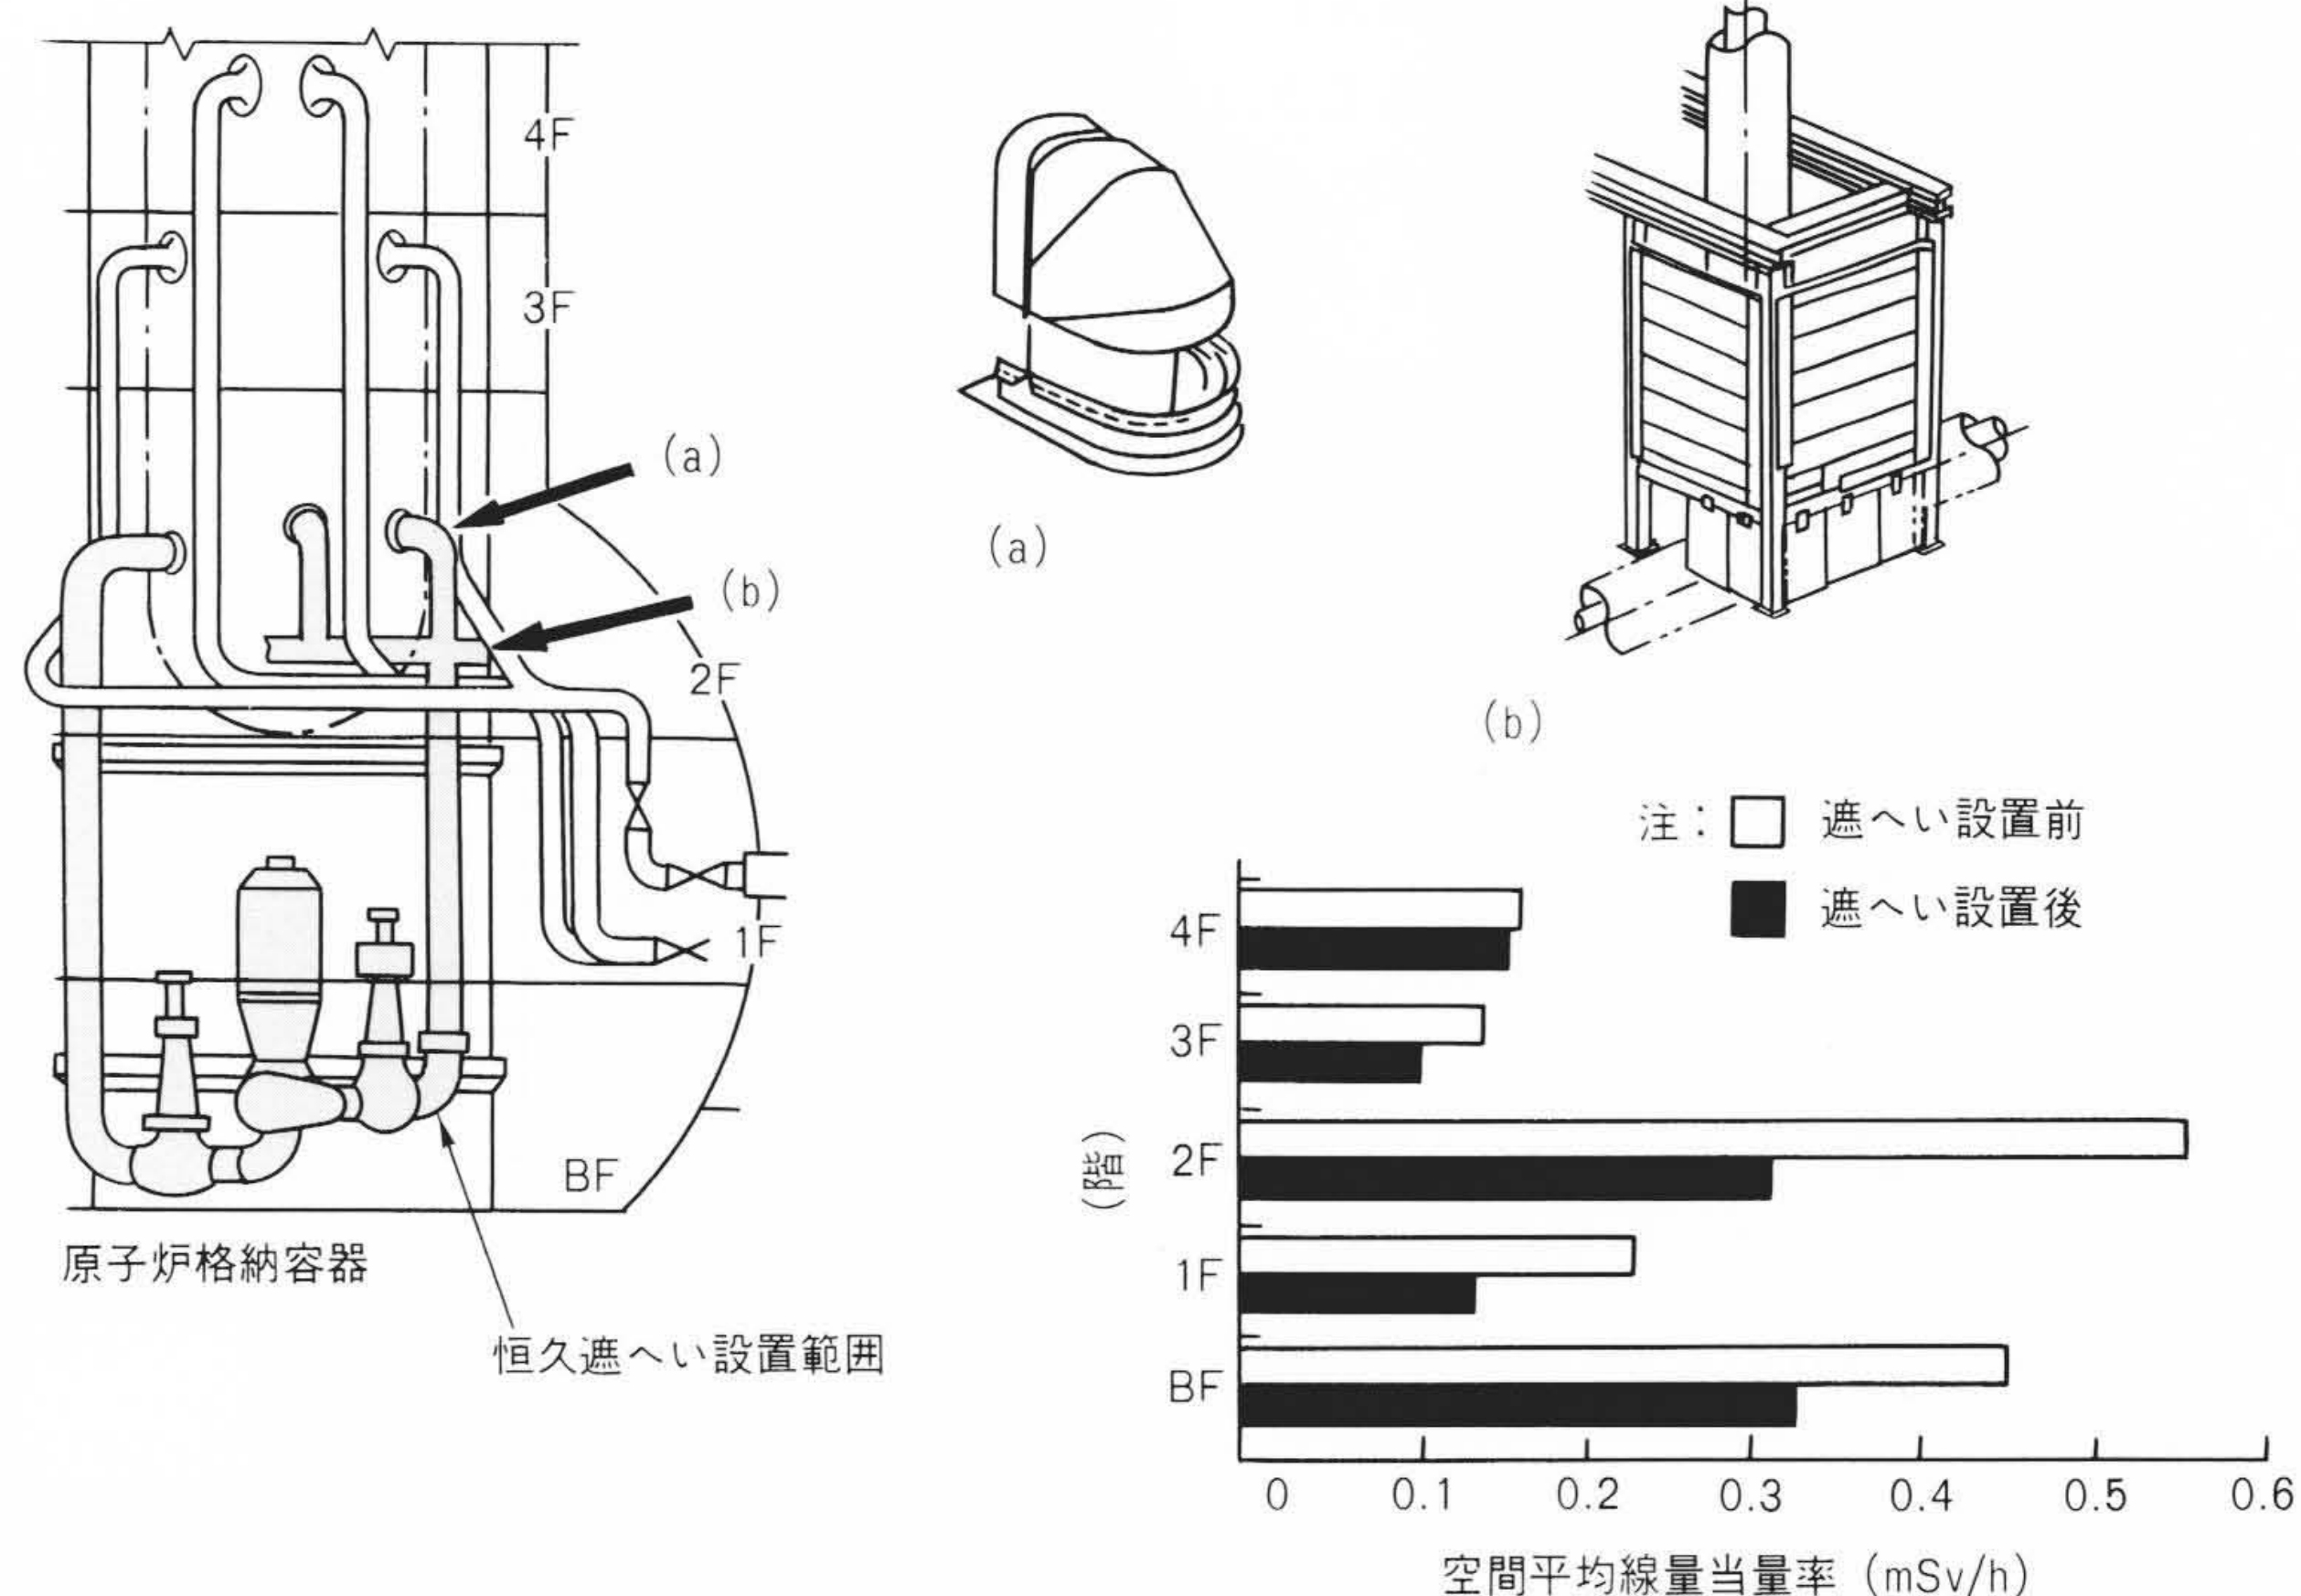 4F
3F
(a)
(b)
2F
1F
BF
原子炉格納容器
恒久遮へい設置範囲
(a)
(b)
注： 遮へい設置前
遮へい設置後
4F
3F
2F
1F
BF
(階)
0 0.1 0.2 0.3 0.4 0.5 0.6
空間平均線量当量率 (mSv/h)